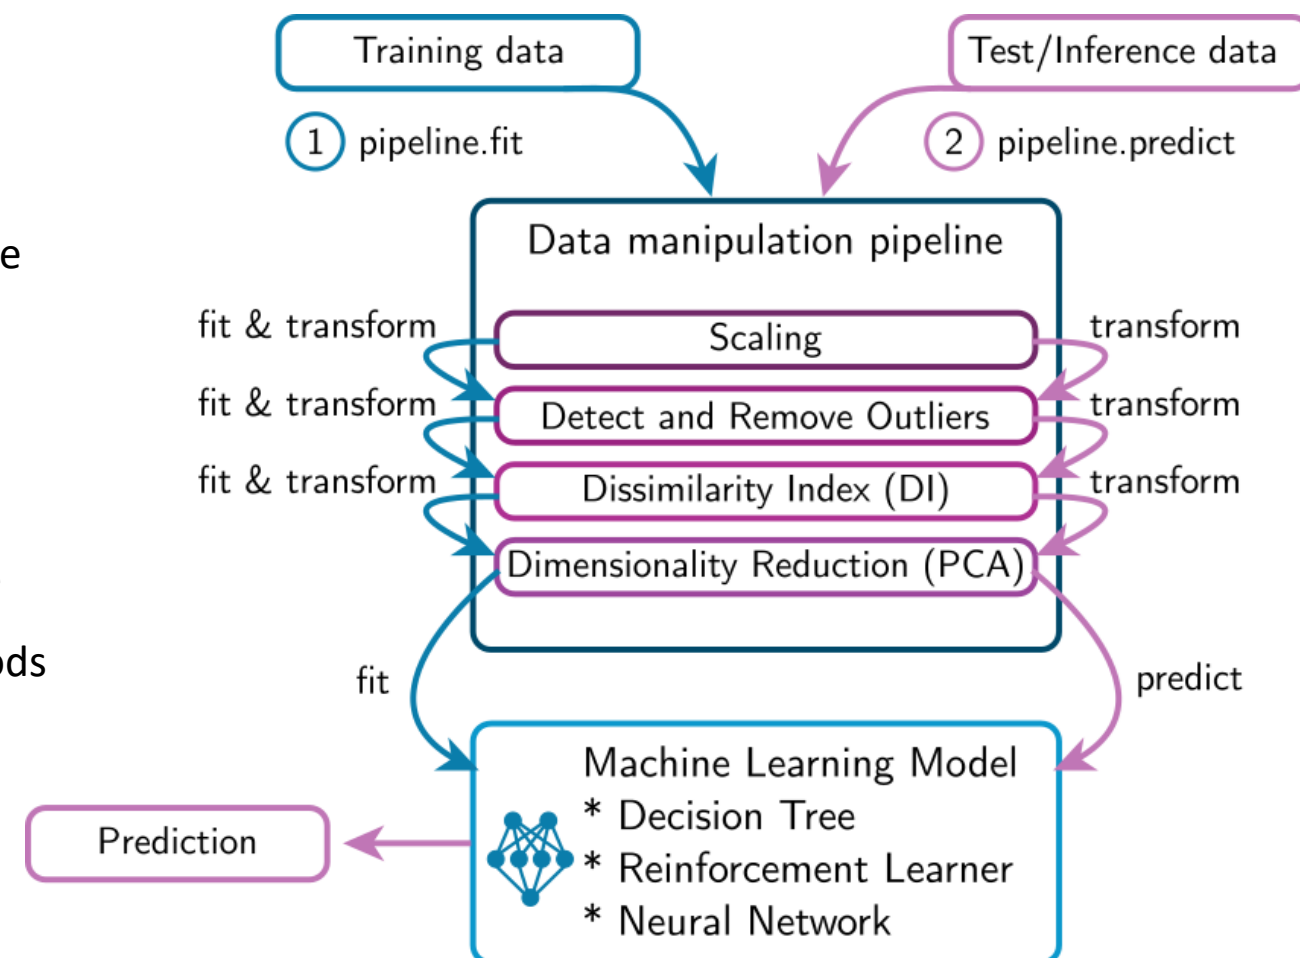 Training data
Test/Inference data
1 pipeline.fit
2 pipeline.predict
Data manipulation pipeline
fit & transform
Scaling
transform
fit & transform
Detect and Remove Outliers
transform
fit & transform
Dissimilarity Index (DI)
transform
Dimensionality Reduction (PCA)
fit
predict
Machine Learning Model
* Decision Tree
* Reinforcement Learner
* Neural Network
Prediction